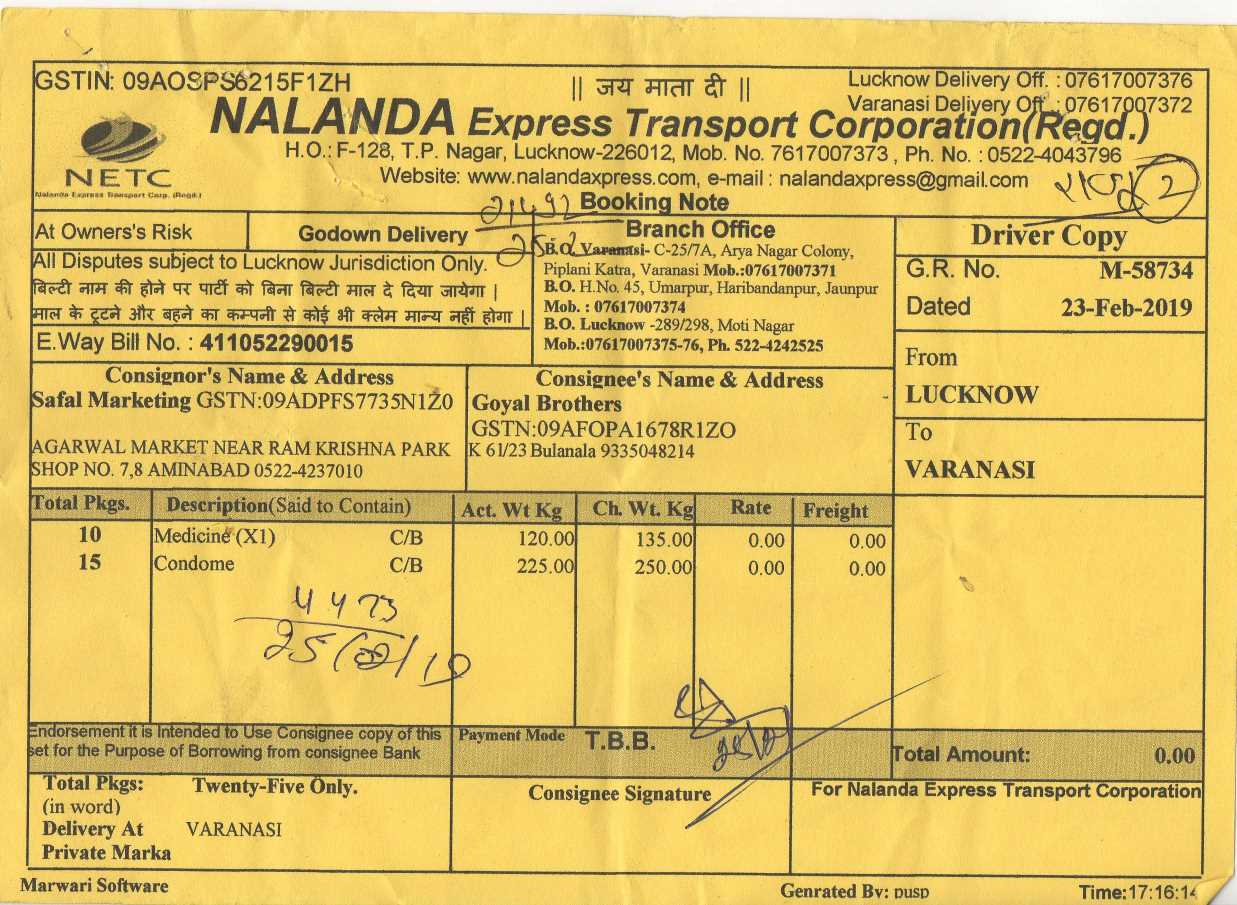 GSTIN: 09AOSPS6215F1ZH
|| जय माता दी ||
Lucknow Delivery Off. : 07617007376
Varanasi Delivery Off. : 07617007372
NALANDA Express Transport Corporation(Regd.)
NETC
Nalanda Express Transport Corp. (Regd.)
H.O.: F-128, T.P. Nagar, Lucknow-226012, Mob. No. 7617007373 , Ph. No. : 0522-4043796
Website: www.nalandaxpress.com, e-mail : nalandaxpress@gmail.com
2
21492
Booking Note
At Owners's Risk
Godown Delivery
Branch Office
B.O. Varanasi- C-25/7A, Arya Nagar Colony,
Piplani Katra, Varanasi Mob.:07617007371
B.O. H.No. 45, Umarpur, Haribandanpur, Jaunpur
Mob. : 07617007374
B.O. Lucknow -289/298, Moti Nagar
Mob.:07617007375-76, Ph. 522-4242525
All Disputes subject to Lucknow Jurisdiction Only.
बिल्टी नाम की होने पर पार्टी को बिना बिल्टी माल दे दिया जायेगा |
माल के टूटने और बहने का कम्पनी से कोई भी क्लेम मान्य नहीं होगा |
E.Way Bill No. : 411052290015
Driver Copy
G.R. No. M-58734
Dated 23-Feb-2019
From
LUCKNOW
To
VARANASI
Consignor's Name & Address
Safal Marketing GSTN:09ADPFS7735N1Z0
AGARWAL MARKET NEAR RAM KRISHNA PARK
SHOP NO. 7,8 AMINABAD 0522-4237010
Consignee's Name & Address
Goyal Brothers
GSTN:09AFOPA1678R1ZO
K 61/23 Bulanala 9335048214
Total Pkgs. Description(Said to Contain) Act. Wt Kg Ch. Wt. Kg Rate Freight
10 Medicine (X1) C/B 120.00 135.00 0.00 0.00
15 Condome C/B 225.00 250.00 0.00 0.00
4473
25/02/19
Endorsement it is Intended to Use Consignee copy of this
set for the Purpose of Borrowing from consignee Bank
Payment Mode T.B.B.
Total Amount: 0.00
Total Pkgs: Twenty-Five Only.
(in word)
Delivery At VARANASI
Private Marka
Consignee Signature
For Nalanda Express Transport Corporation
Marwari Software
Genrated By: pusp
Time:17:16:14